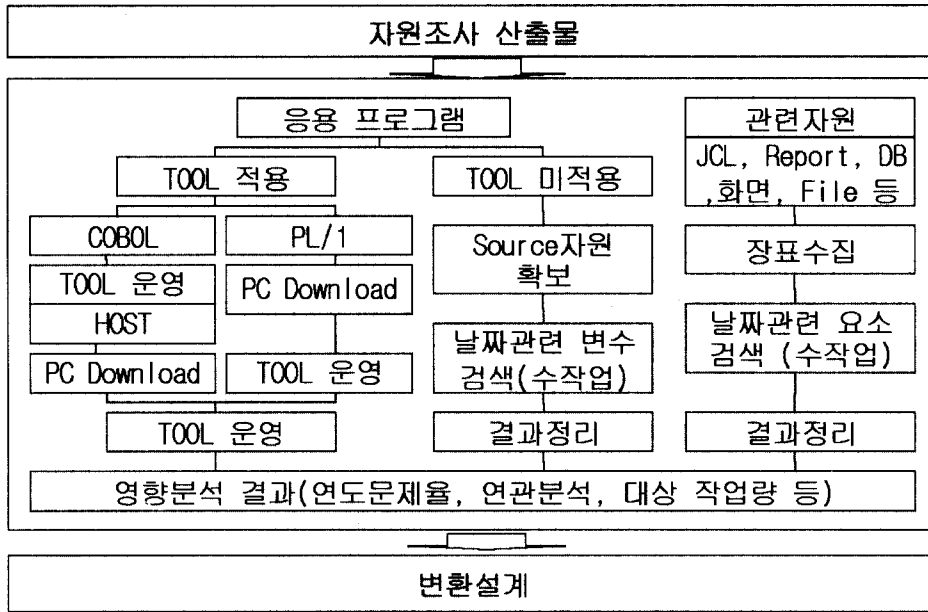 자원조사 산출물
응용 프로그램
관련자원
JCL, Report, DB
,화면, File 등
TOOL 적용
TOOL 미적용
COBOL
PL/1
Source자원
확보
장표수집
TOOL 운영
HOST
PC Download
날짜관련 변수
검색(수작업)
날짜관련 요소
검색 (수작업)
PC Download
TOOL 운영
TOOL 운영
결과정리
결과정리
영향분석 결과(연도문제율, 연관분석, 대상 작업량 등)
변환설계